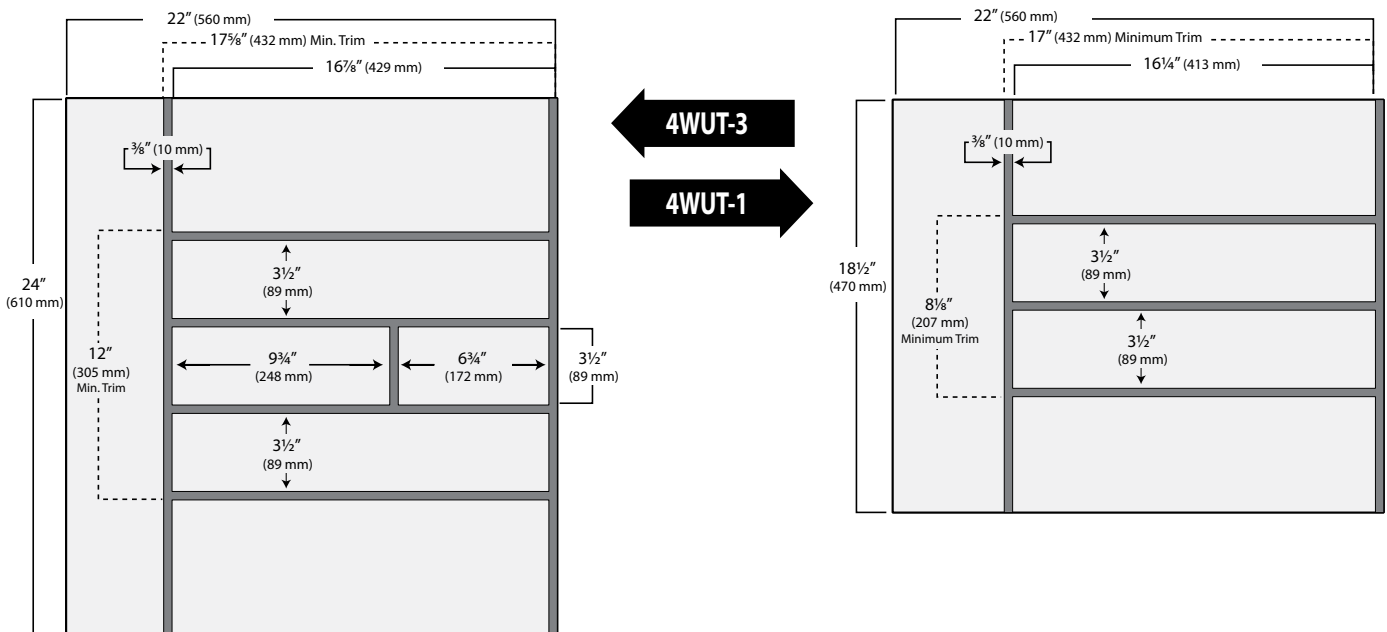 22” (560 mm)
17⅝” (432 mm) Min. Trim
16⅞” (429 mm)
⅜” (10 mm)
24”
(610 mm)
3½”
(89 mm)
12”
(305 mm)
Min. Trim
9¾”
(248 mm)
6¾”
(172 mm)
3½”
(89 mm)
3½”
(89 mm)
4WUT-3
4WUT-1
22” (560 mm)
17” (432 mm) Minimum Trim
16¼” (413 mm)
⅜” (10 mm)
18½”
(470 mm)
3½”
(89 mm)
8⅛”
(207 mm)
Minimum Trim
3½”
(89 mm)